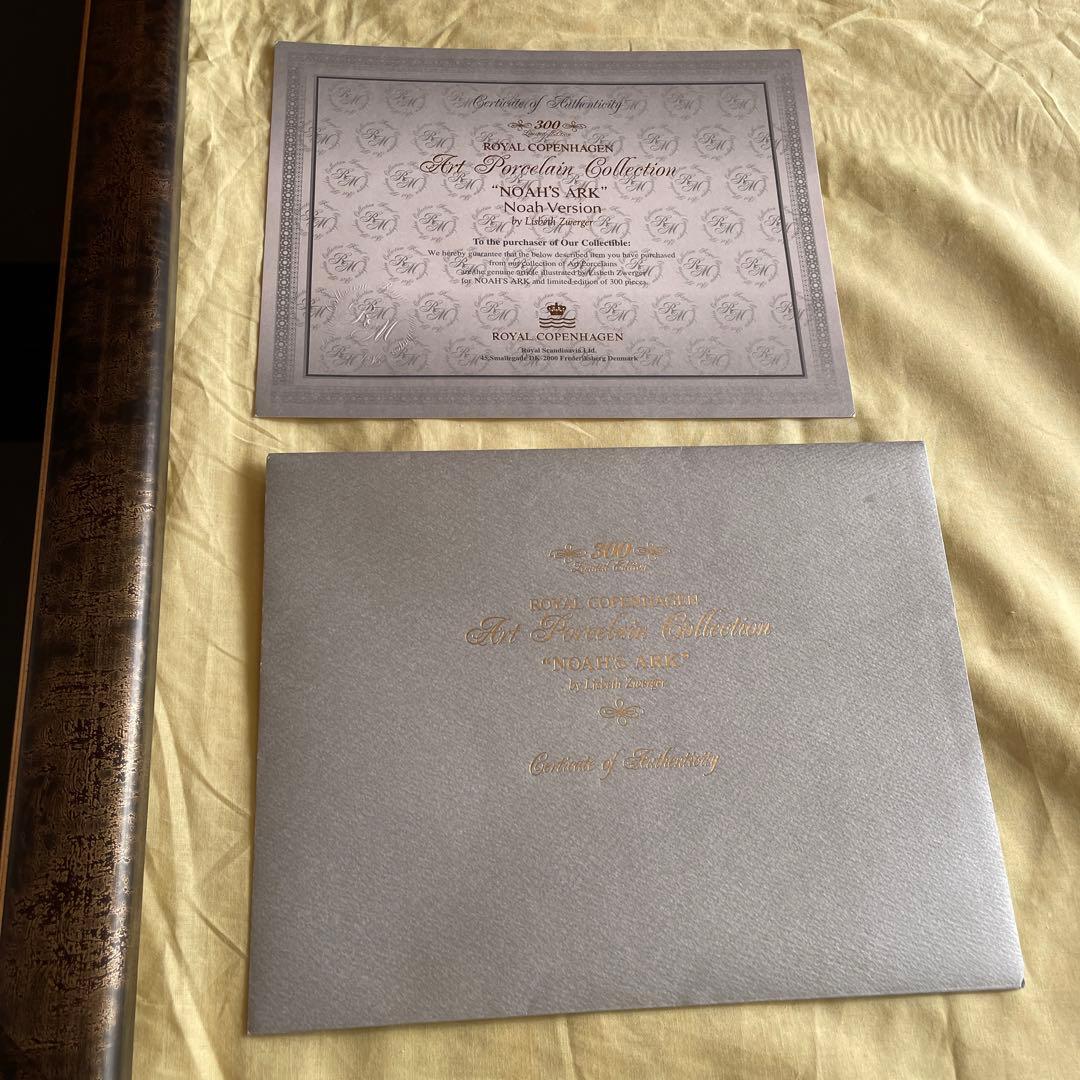 Certicate of Authenticity
300
Limited Edition
ROYAL COPENHAGEN
Art Porcelain Collection
"NOAH'S ARK"
Noah Version
by Lisbeth Zwerger
To the purchaser of Our Collectible:
We hereby guarantee that the below described item you have purchased
from our collection of Art Porcelains
are the genuine article illustrated by Lisbeth Zwerger
for NOAH'S ARK and limited edition of 300 pieces.
ROYAL COPENHAGEN
Royal Scandinavia Ltd.
45,Smallegade DK-2000 Frederiksberg Denmark
300
Limited Edition
ROYAL COPENHAGEN
Art Porcelain Collection
"NOAH'S ARK"
by Lisbeth Zwerger
Certicate of Authenticity